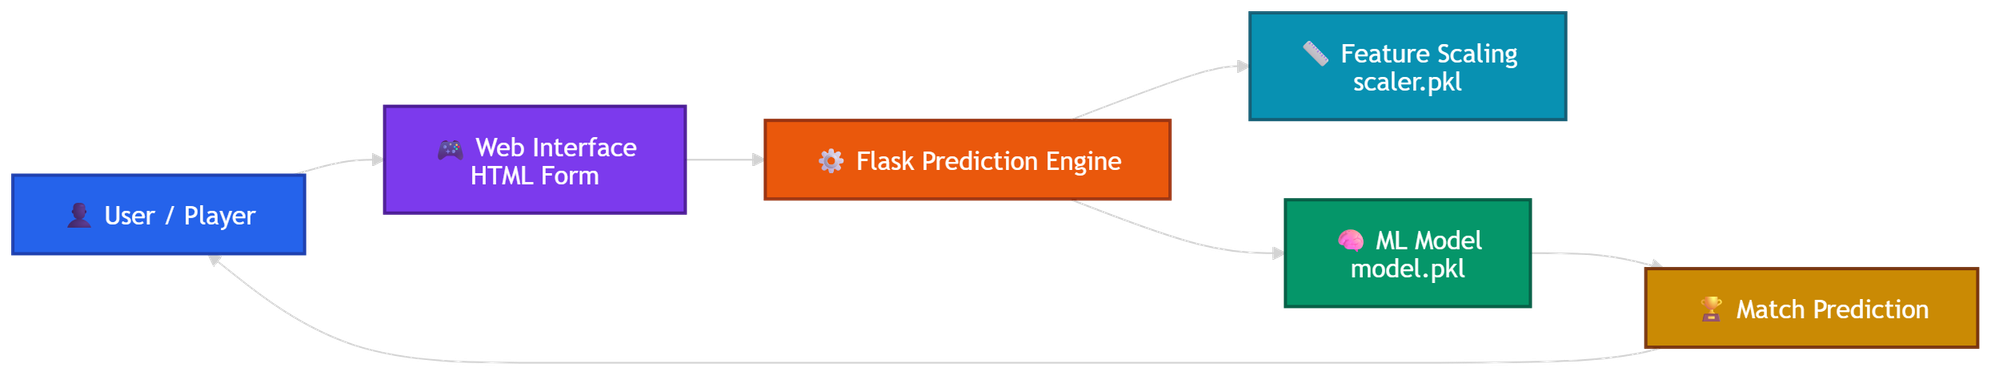 User / Player
Web Interface
HTML Form
Flask Prediction Engine
Feature Scaling
scaler.pkl
ML Model
model.pkl
Match Prediction